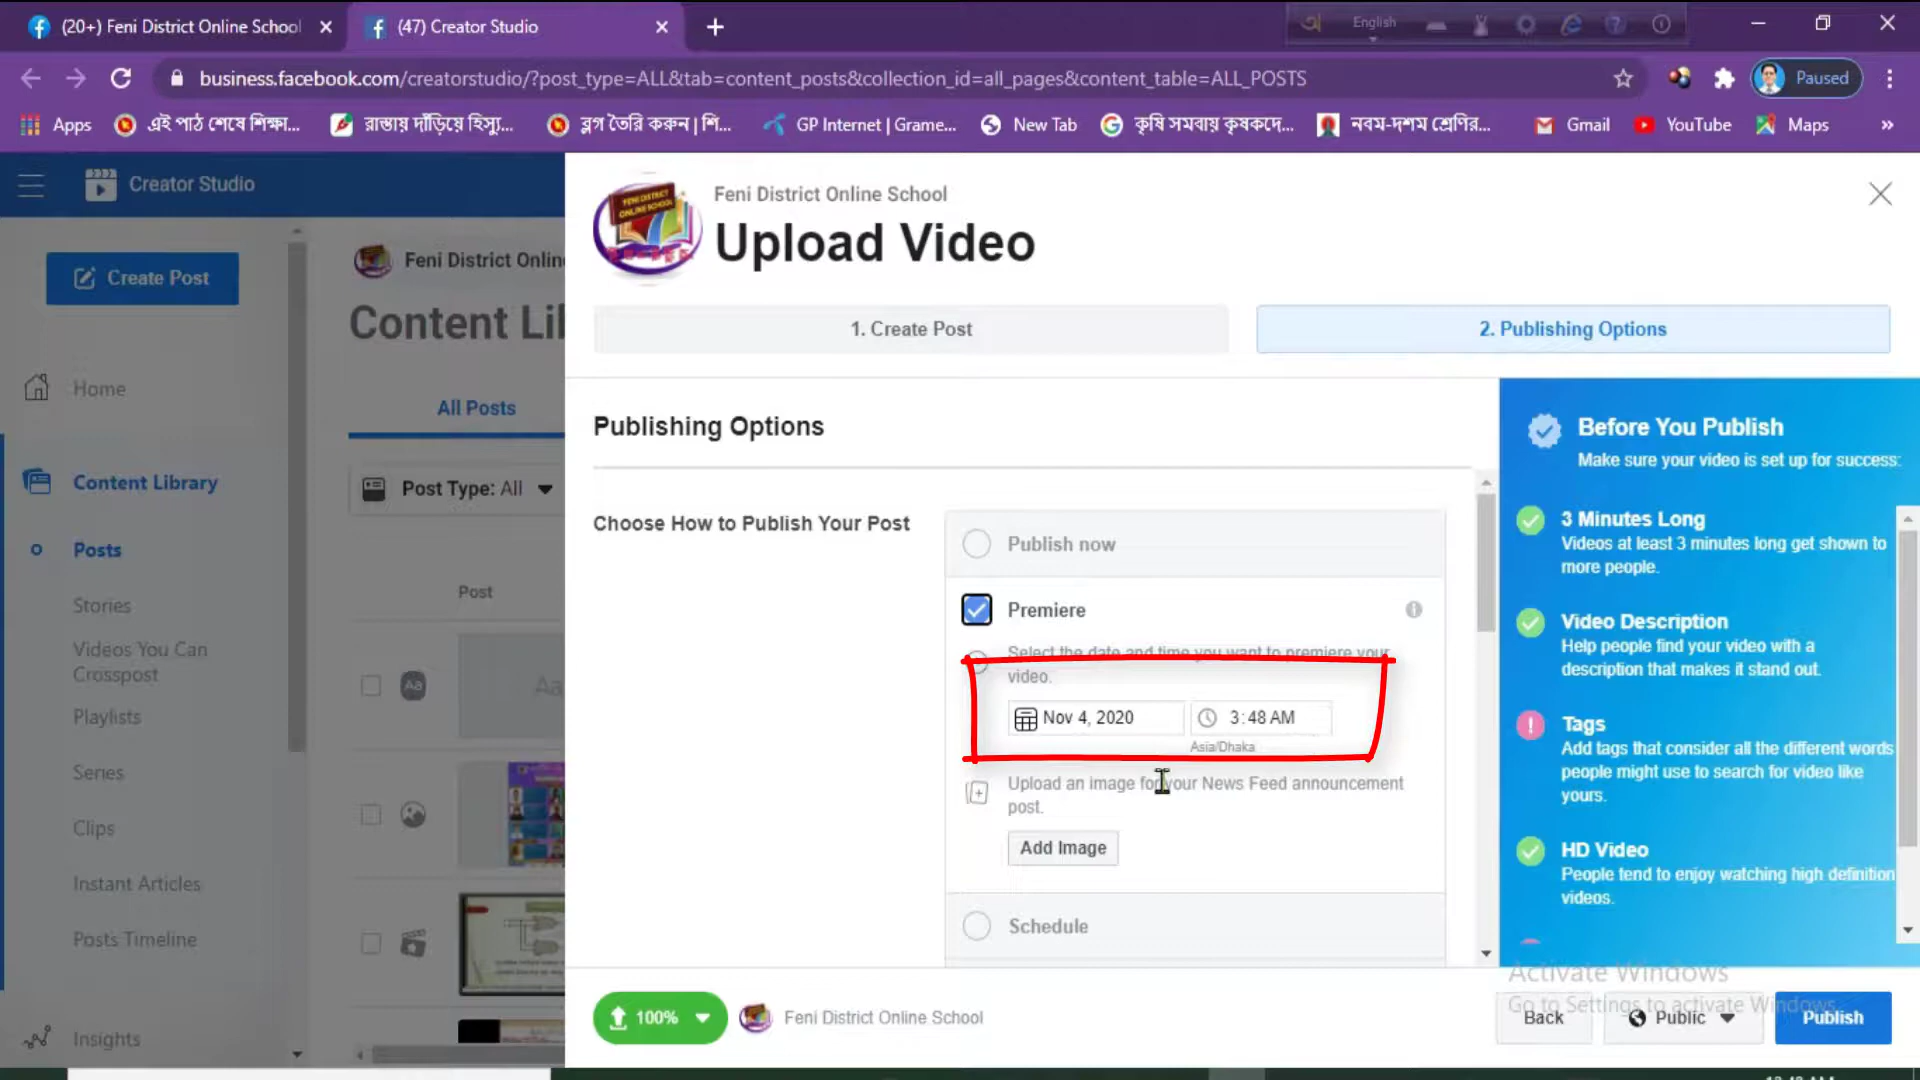 (20+) Feni District Online School
(47) Creator Studio
English
business.facebook.com/creatorstudio/?post_type=ALL&tab=content_posts&collection_id=all_pages&content_table=ALL_POSTS
Paused
Apps
এই পাঠ শেষে শিক্ষা...
রাস্তায় দাঁড়িয়ে হিস্যু...
ব্লগ তৈরি করুন | শি...
GP Internet | Grame...
New Tab
কৃষি সমবায় কৃষকদে...
নবম-দশম শ্রেণির...
Gmail
YouTube
Maps
»
Creator Studio
Create Post
Home
Content Library
Posts
Stories
Videos You Can
Crosspost
Playlists
Series
Clips
Instant Articles
Posts Timeline
Insights
Feni District Onlin
Content Lil
All Posts
Post Type: All
Post
Aa
Aa
Feni District Online School
Upload Video
1. Create Post
2. Publishing Options
Publishing Options
Choose How to Publish Your Post
Publish now
Premiere
Select the date and time you want to premiere your
video.
Nov 4, 2020
3:48 AM
Asia/Dhaka
Upload an image for your News Feed announcement
post.
Add Image
Schedule
Before You Publish
Make sure your video is set up for success:
3 Minutes Long
Videos at least 3 minutes long get shown to
more people.
Video Description
Help people find your video with a
description that makes it stand out.
Tags
Add tags that consider all the different words
people might use to search for video like
yours.
HD Video
People tend to enjoy watching high definition
videos.
Activate Windows
Go to Settings to activate Windows.
100%
Feni District Online School
Back
Public
Publish